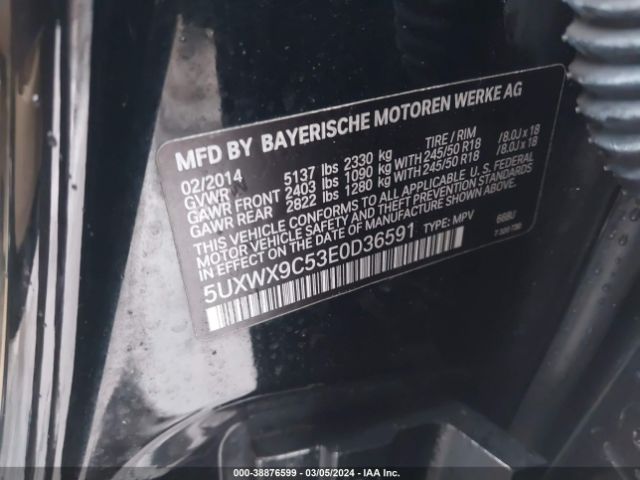 MFD BY BAYERISCHE MOTOREN WERKE AG
02/2014 5137 lbs 2330 kg TIRE / RIM
GVWR
GAWR FRONT 2403 lbs 1090 kg WITH 245/50 R18 / 8.0J x 18
GAWR REAR 2822 lbs 1280 kg WITH 245/50 R18 / 8.0J x 18
THIS VEHICLE CONFORMS TO ALL APPLICABLE U. S. FEDERAL
MOTOR VEHICLE SAFETY AND THEFT PREVENTION STANDARDS
IN EFFECT ON THE DATE OF MANUFACTURE SHOWN ABOVE.
5UXWX9C53E0D36591 TYPE: MPV
000-38876599 — 03/05/2024 — IAA Inc.